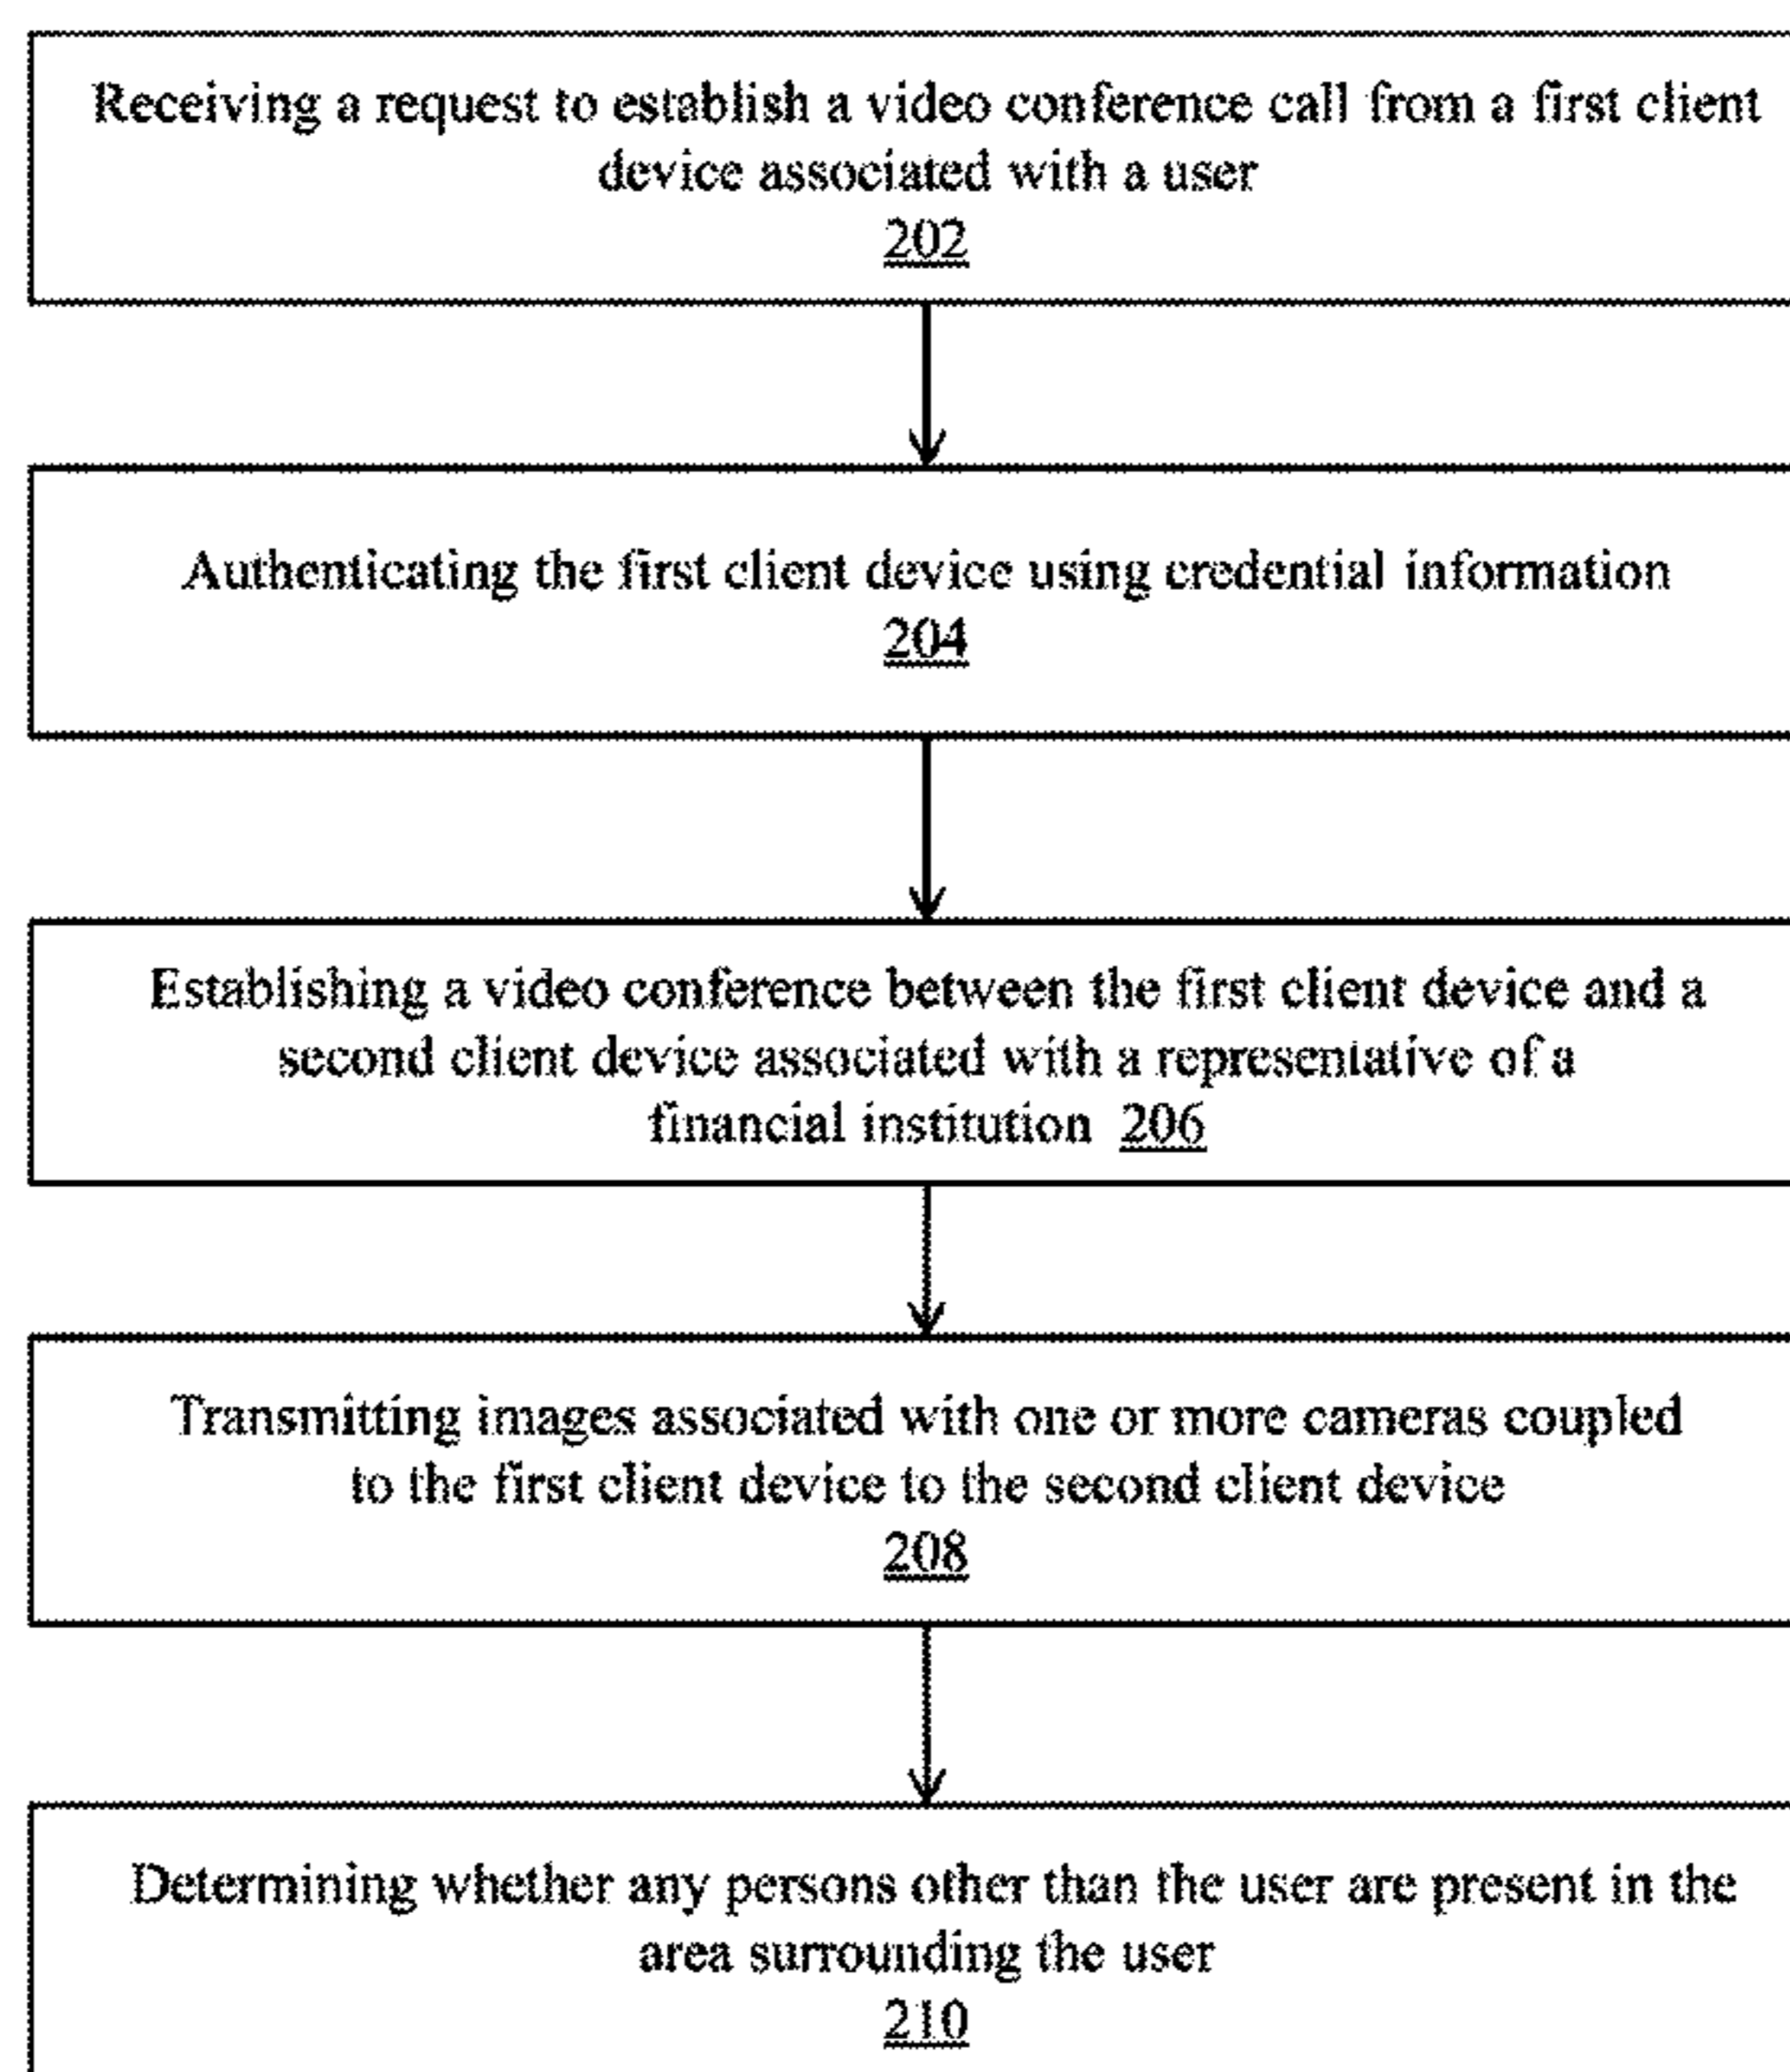 Receiving a request to establish a video conference call from a first client
device associated with a user
202
Authenticating the first client device using credential information
204
Establishing a video conference between the first client device and a
second client device associated with a representative of a
financial institution 206
Transmitting images associated with one or more cameras coupled
to the first client device to the second client device
208
Determining whether any persons other than the user are present in the
area surrounding the user
210